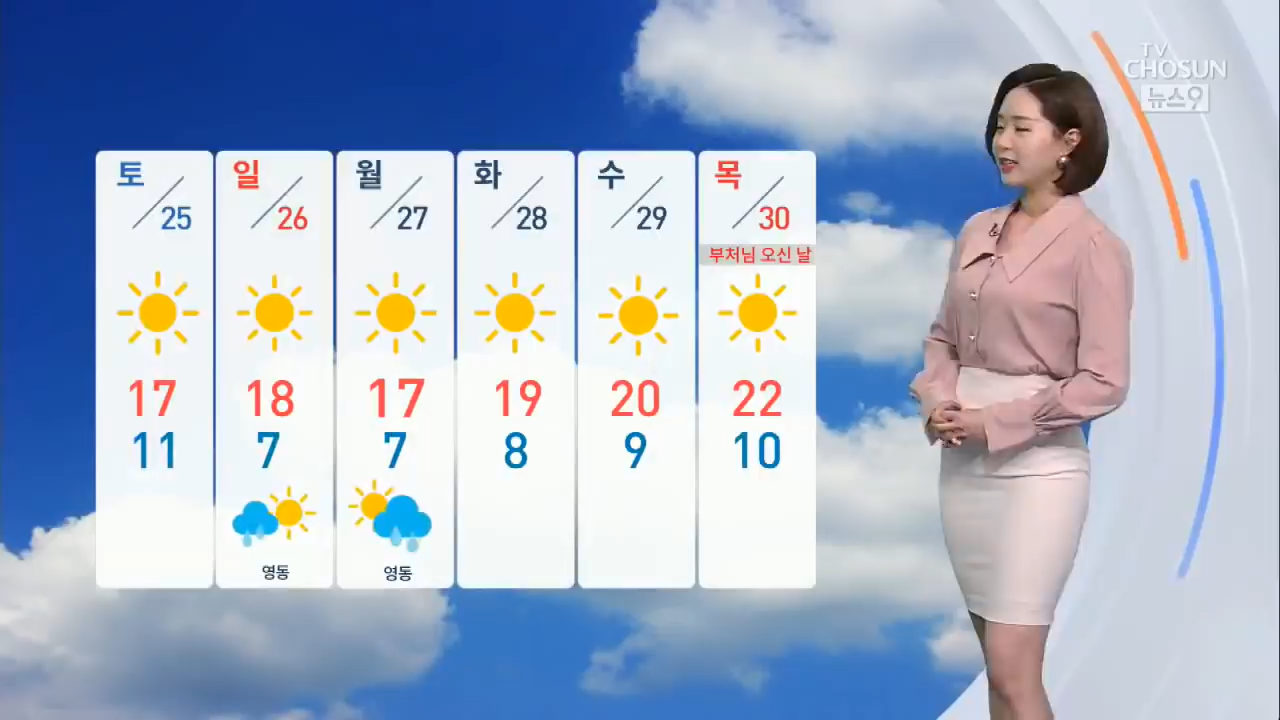 TV
CHOSUN
뉴스9
토 일 월 화 수 목
25 26 27 28 29 30
부처님 오신 날
17 18 17 19 20 22
11 7 7 8 9 10
영동 영동